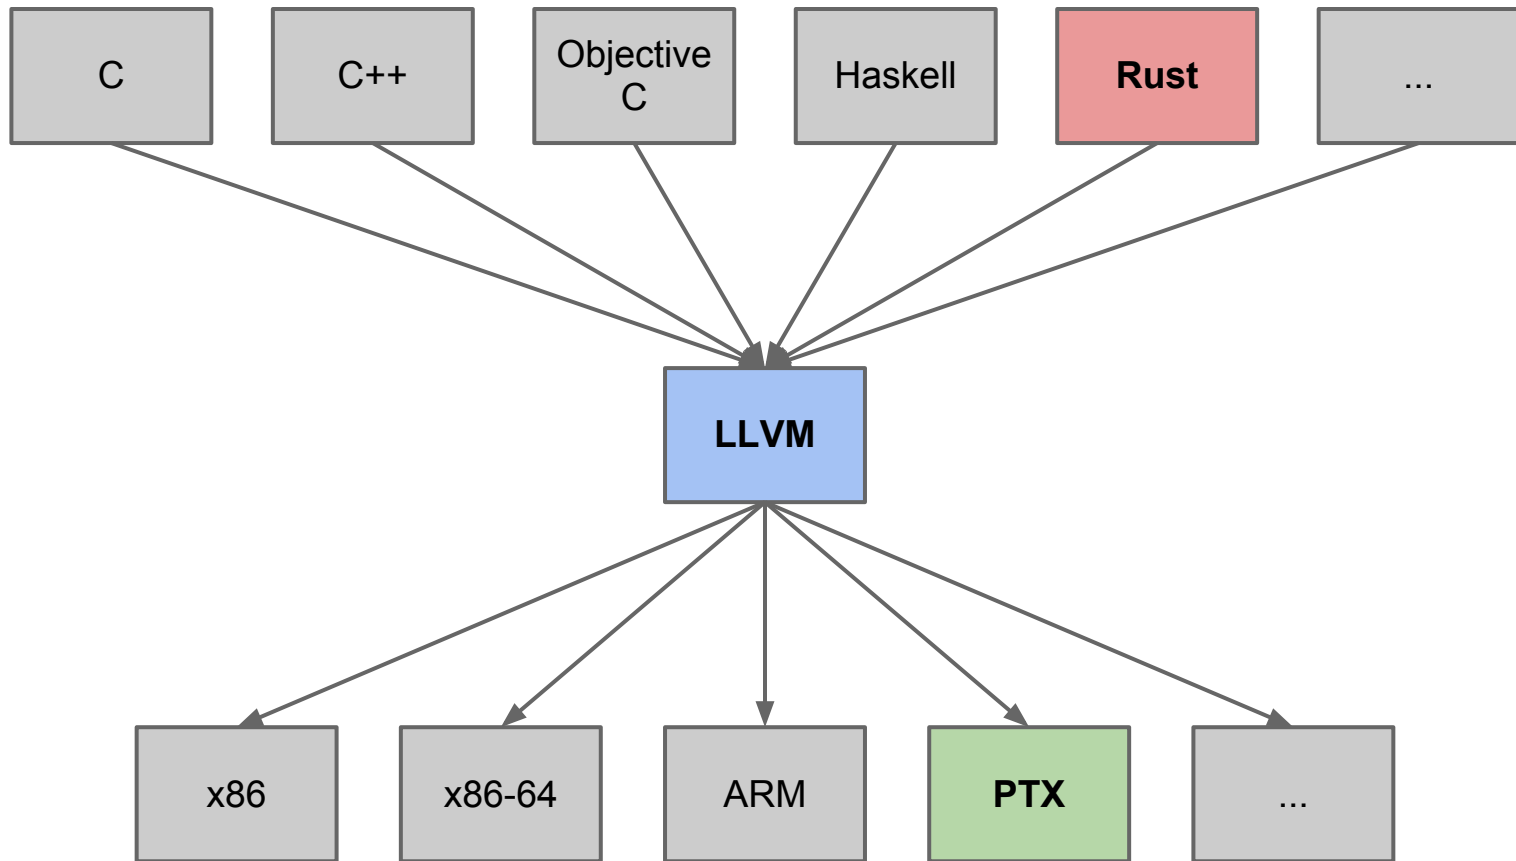 C
C++
Objective
C
Haskell
Rust
...
LLVM
x86
x86-64
ARM
PTX
...